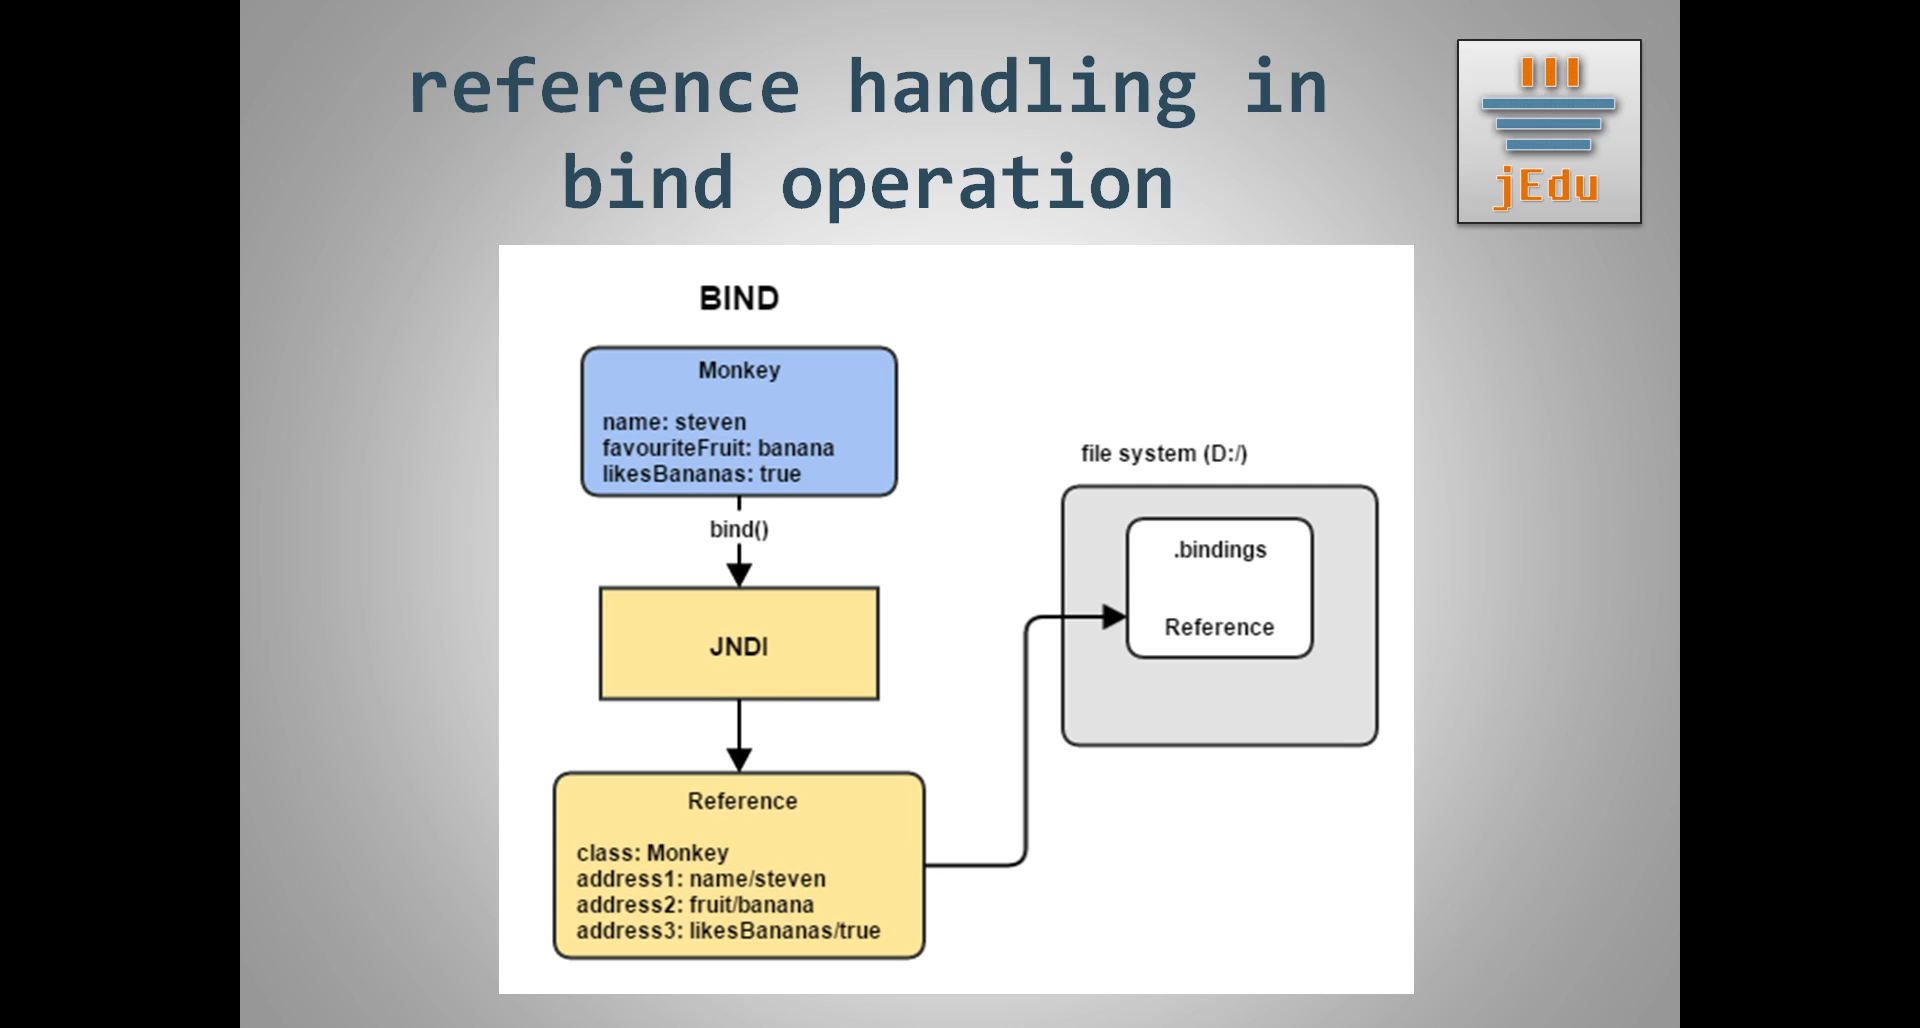 reference handling in
bind operation
jEdu
BIND
Monkey
name: steven
favouriteFruit: banana
likesBananas: true
bind()
JNDI
Reference
class: Monkey
address1: name/steven
address2: fruit/banana
address3: likesBananas/true
file system (D:/)
.bindings
Reference